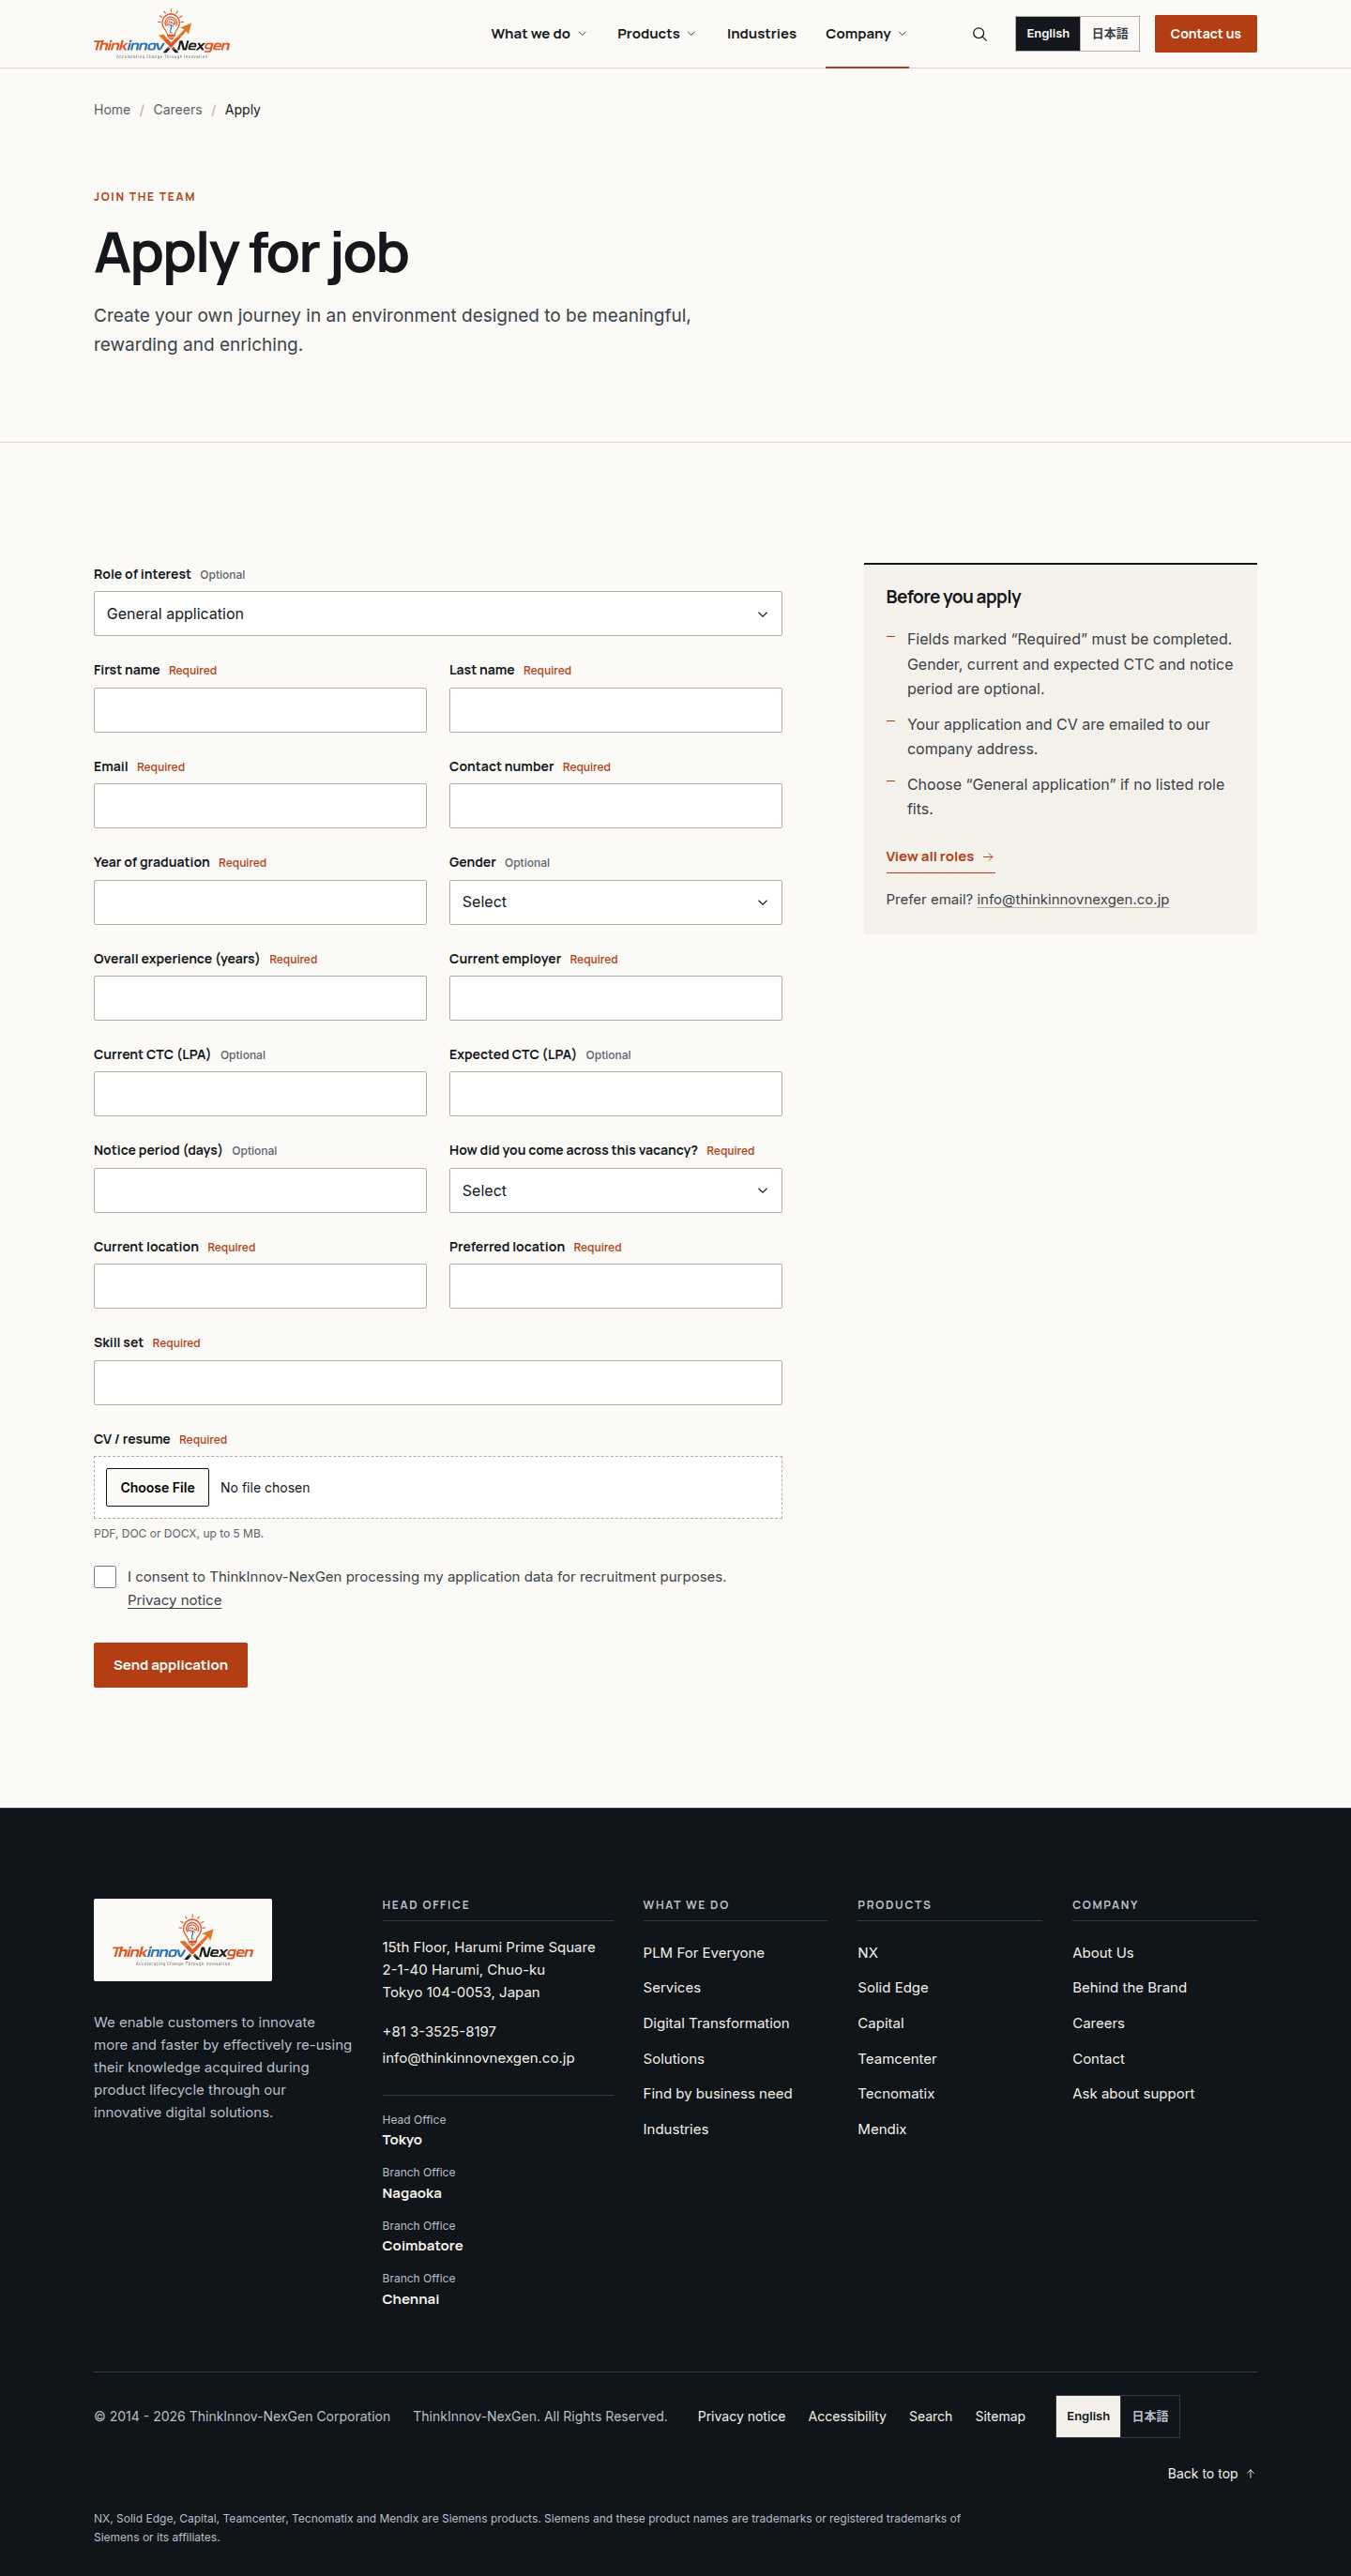 ThinkinnovXNexgen
Accelerating Change Through Innovation
What we do
Products
Industries
Company
English
日本語
Contact us
Home / Careers / Apply
JOIN THE TEAM
Apply for job
Create your own journey in an environment designed to be meaningful,
rewarding and enriching.
Role of interest Optional
General application
First name Required
Last name Required
Email Required
Contact number Required
Year of graduation Required
Gender Optional
Select
Overall experience (years) Required
Current employer Required
Current CTC (LPA) Optional
Expected CTC (LPA) Optional
Notice period (days) Optional
How did you come across this vacancy? Required
Select
Current location Required
Preferred location Required
Skill set Required
CV / resume Required
Choose File No file chosen
PDF, DOC or DOCX, up to 5 MB.
I consent to ThinkInnov-NexGen processing my application data for recruitment purposes.
Privacy notice
Send application
Before you apply
Fields marked “Required” must be completed.
Gender, current and expected CTC and notice
period are optional.
Your application and CV are emailed to our
company address.
Choose “General application” if no listed role
fits.
View all roles →
Prefer email? info@thinkinnovnexgen.co.jp
ThinkinnovXNexgen
Accelerating Change Through Innovation
We enable customers to innovate
more and faster by effectively re-using
their knowledge acquired during
product lifecycle through our
innovative digital solutions.
HEAD OFFICE
15th Floor, Harumi Prime Square
2-1-40 Harumi, Chuo-ku
Tokyo 104-0053, Japan
+81 3-3525-8197
info@thinkinnovnexgen.co.jp
Head Office
Tokyo
Branch Office
Nagaoka
Branch Office
Coimbatore
Branch Office
Chennai
WHAT WE DO
PLM For Everyone
Services
Digital Transformation
Solutions
Find by business need
Industries
PRODUCTS
NX
Solid Edge
Capital
Teamcenter
Tecnomatix
Mendix
COMPANY
About Us
Behind the Brand
Careers
Contact
Ask about support
© 2014 - 2026 ThinkInnov-NexGen Corporation
ThinkInnov-NexGen. All Rights Reserved.
Privacy notice
Accessibility
Search
Sitemap
English
日本語
Back to top ↑
NX, Solid Edge, Capital, Teamcenter, Tecnomatix and Mendix are Siemens products. Siemens and these product names are trademarks or registered trademarks of
Siemens or its affiliates.